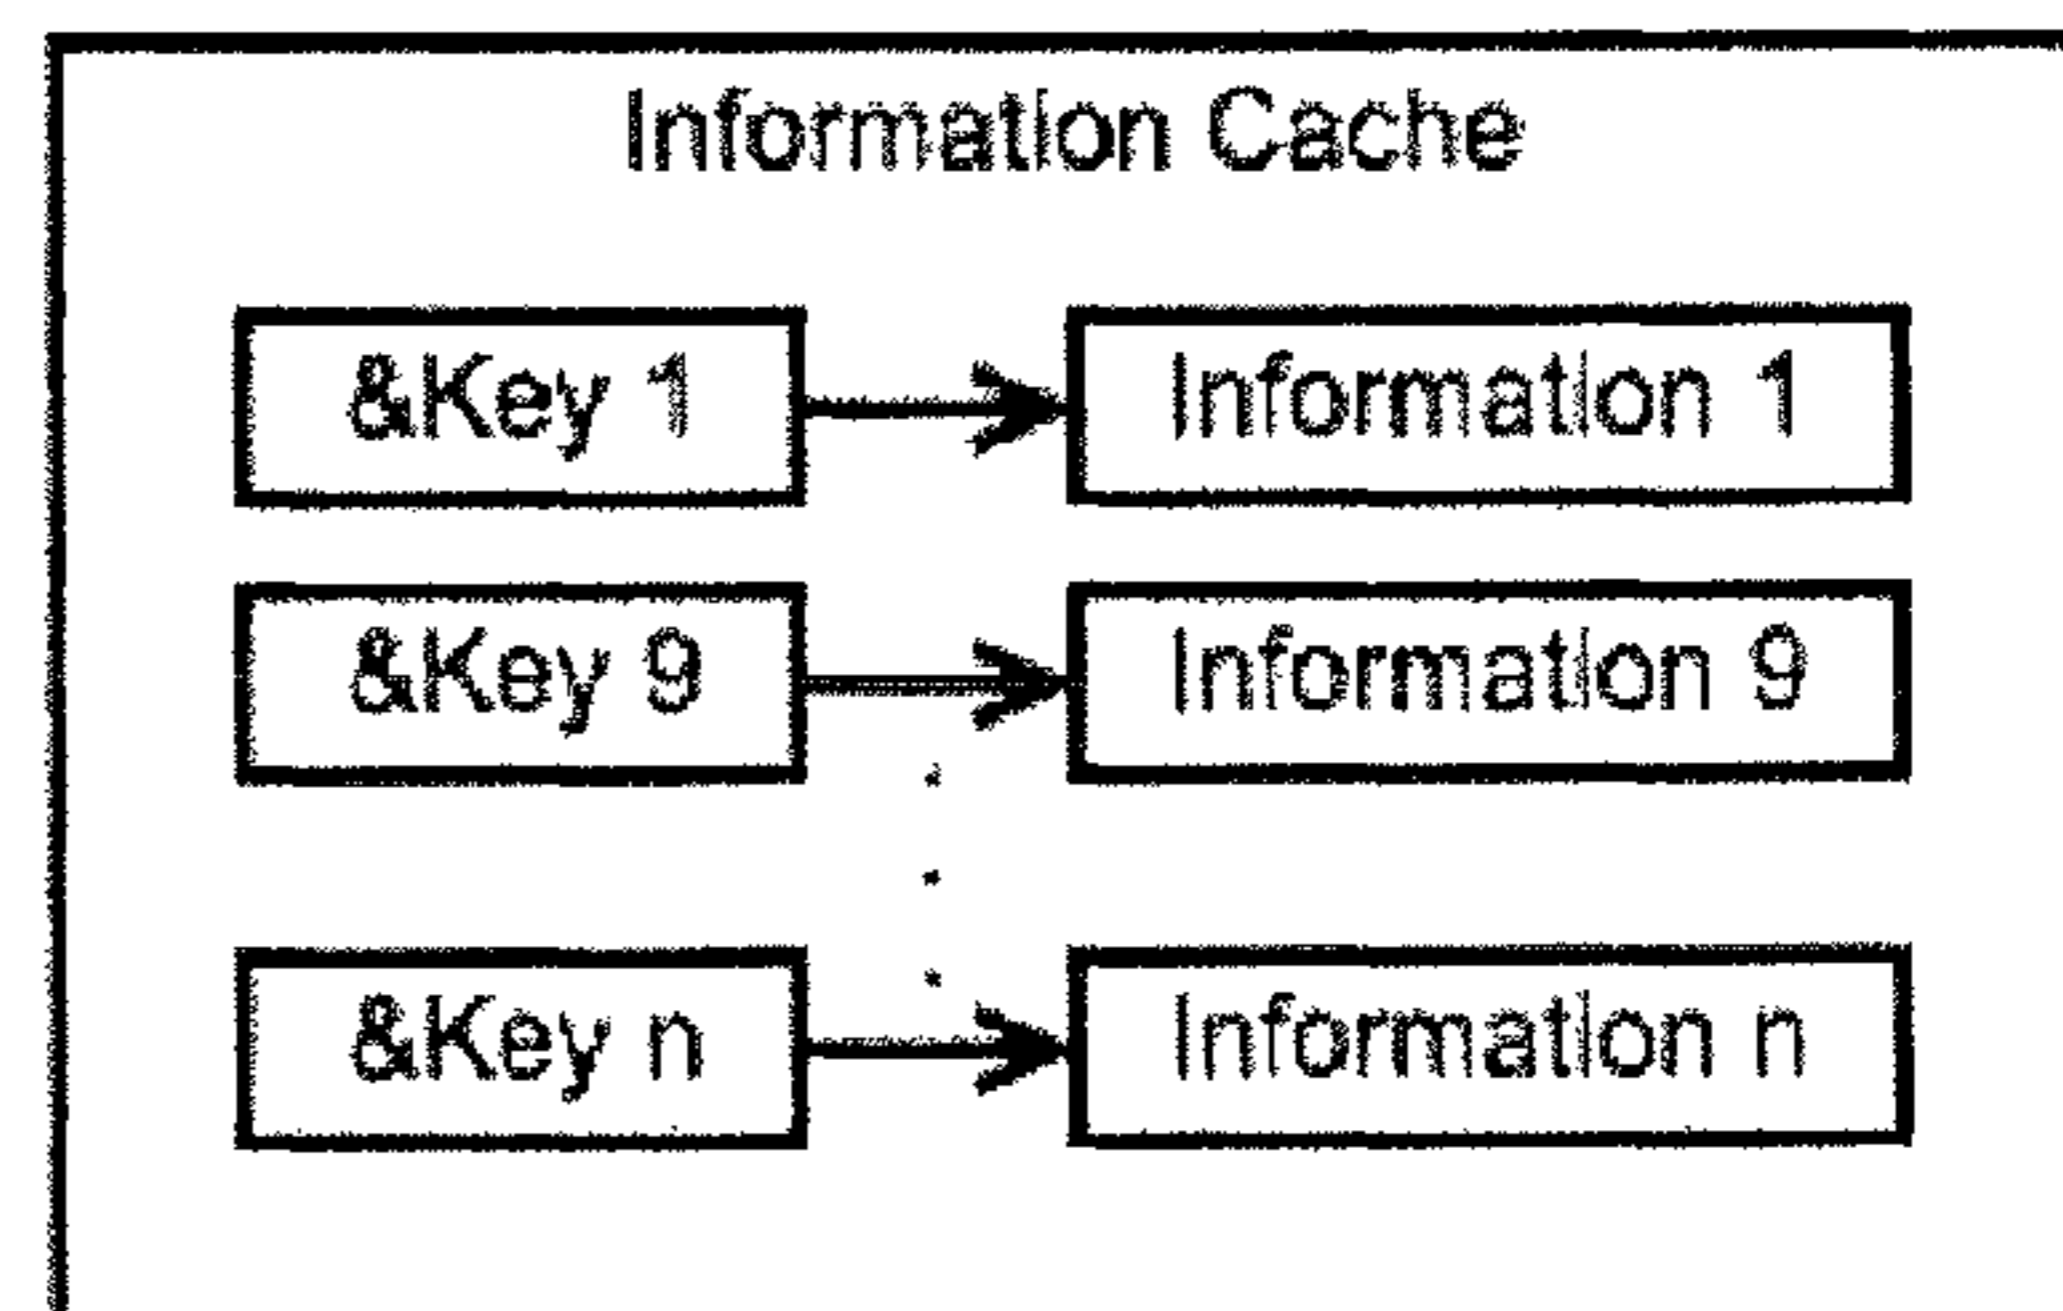 Information Cache
&Key 1 Information 1
&Key 9 Information 9
&Key n Information n